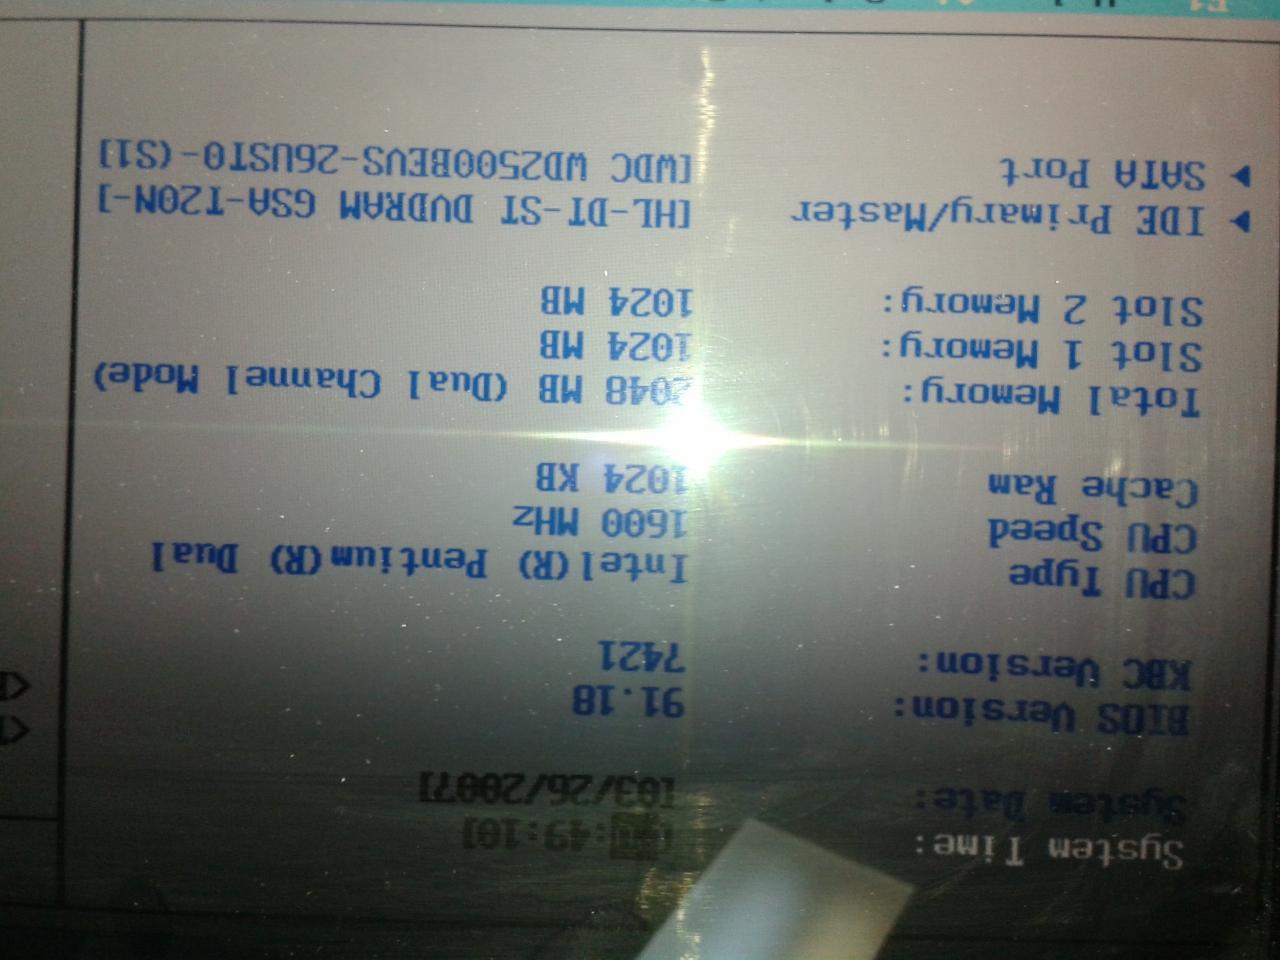 System Time: :49:10]
System Date: [03/26/2007]
BIOS Version: 91.18
KBC Version: 7421
CPU Type Intel(R) Pentium(R) Dual
CPU Speed 1600 MHz
Cache Ram 1024 KB
Total Memory: 2048 MB (Dual Channel Mode)
Slot 1 Memory: 1024 MB
Slot 2 Memory: 1024 MB
IDE Primary/Master [HL-DT-ST DVDRAM GSA-T20N-]
SATA Port [WDC WD2500BEVS-26UST0-(S1]
F1